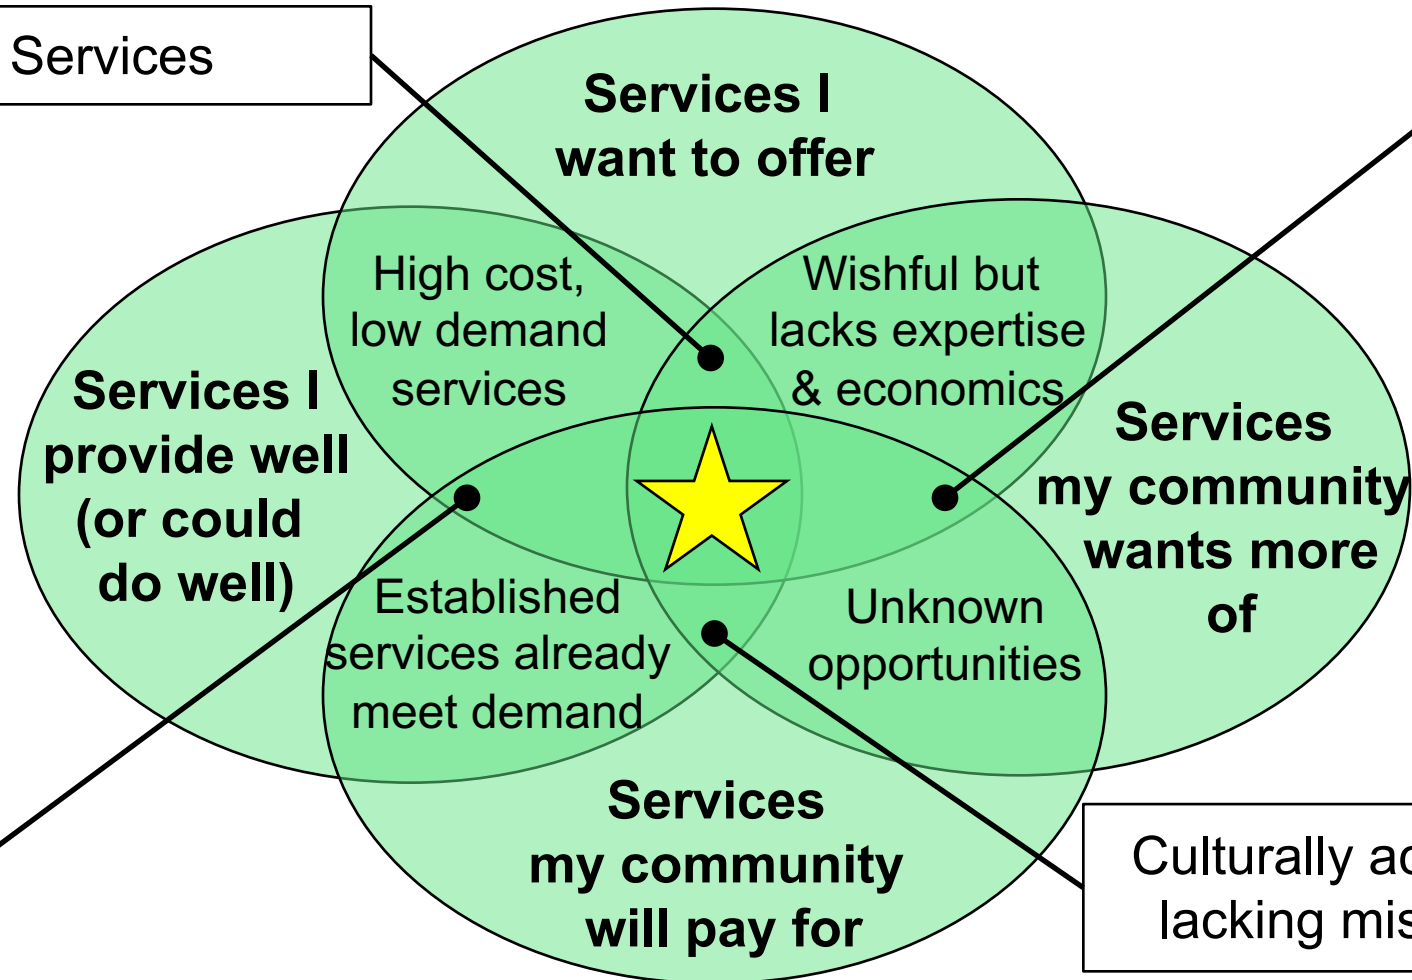 Services
Services I
want to offer
High cost,
low demand
services
Wishful but
lacks expertise
& economics
Services I
provide well
(or could
do well)
Services
my community
wants more
of
Established
services already
meet demand
Unknown
opportunities
Services
my community
will pay for
Culturally
lacking